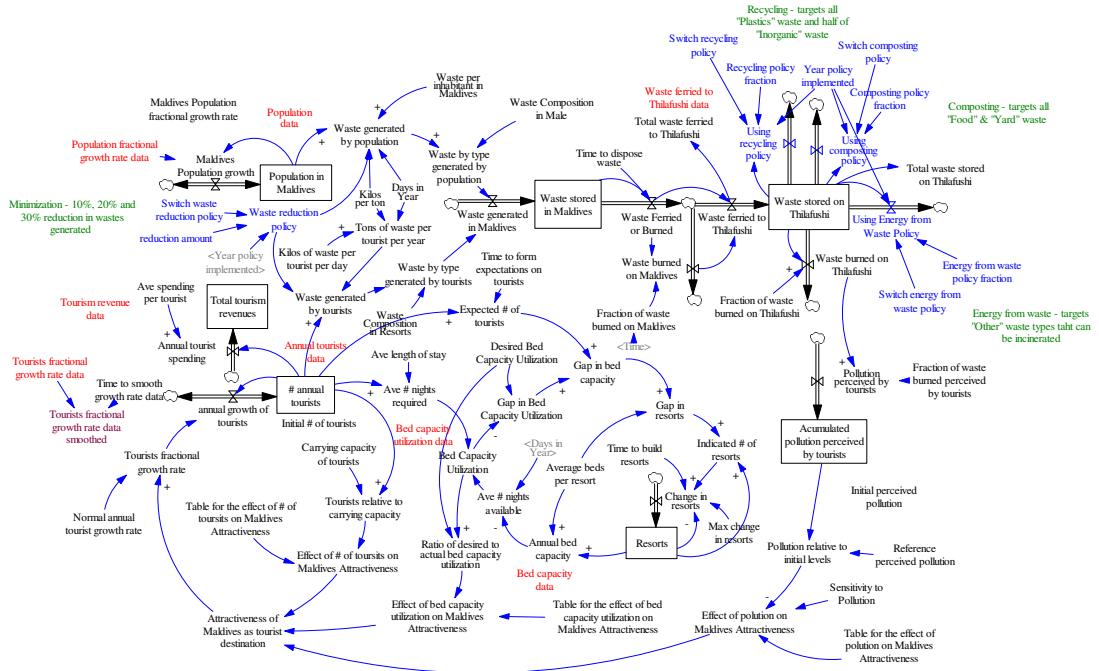 Recycling - targets all
"Plastics" waste and half of
"Inorganic" waste
Switch recycling
policy
Switch composting
policy
Recycling policy
fraction
Year policy
implemented
Composting policy
fraction
Composting - targets all
"Food" & "Yard" waste
Waste per
inhabitant in
Maldives
Maldives Population
fractional growth rate
Population
data
Waste Composition
in Male
Waste ferried to
Thilafushi data
Total waste ferried
to Thilafushi
Using
recycling
policy
Using
composting
policy
Waste generated
by population
Population fractional
growth rate data
Maldives
Population growth
Population in
Maldives
Waste by type
generated by
population
Time to dispose
waste
Total waste
stored on
Thilafushi
Kilos
per ton
Days in
Year
Minimization - 10%, 20% and
30% reduction in wastes
generated
Switch waste
reduction policy
Waste reduction
policy
reduction amount
<Year policy
implemented>
Tons of waste per
tourist per year
Kilos of waste per
tourist per day
Waste generated
in Maldives
Waste stored
in Maldives
Waste Ferried
or Burned
Waste ferried to
Thilafushi
Waste stored on
Thilafushi
Using Energy from
Waste Policy
Waste burned
on Maldives
Waste burned on
Thilafushi
Energy from waste
policy fraction
Switch energy from
waste policy
Fraction of waste
burned on Thilafushi
Energy from waste - targets
"Other" waste types taht can
be incinerated
Waste by type
generated by tourists
Time to form
expectations on
tourists
Waste generated
by tourists
Waste
Composition
in Resorts
Expected # of
tourists
Fraction of waste
burned on Maldives
<Time>
Tourism revenue
data
Ave spending
per tourist
Total tourism
revenues
Annual tourist
spending
Annual tourists
data
Ave length of stay
Desired Bed
Capacity Utilization
Gap in bed
capacity
Pollution
perceived by
tourists
Fraction of waste
burned perceived
by tourists
Tourists fractional
growth rate data
Time to smooth
growth rate data
Tourists fractional
growth rate data
smoothed
annual growth of
tourists
# annual
tourists
Initial # of tourists
Ave # nights
required
Gap in Bed
Capacity Utilization
Gap in
resorts
Bed capacity
utilization data
Bed Capacity
Utilization
<Days in
Year>
Time to build
resorts
Indicated # of
resorts
Acumulated
pollution perceived
by tourists
Tourists fractional
growth rate
Carrying capacity
of tourists
Average beds
per resort
Ave # nights
available
Change in
resorts
Initial perceived
pollution
Normal annual
tourist growth rate
Table for the effect of # of
toursits on Maldives
Attractiveness
Tourists relative to
carrying capacity
Max change
in resorts
Ratio of desired to
actual bed capacity
utilization
Annual bed
capacity
Resorts
Effect of # of toursits on
Maldives Attractiveness
Bed capacity
data
Pollution relative to
initial levels
Reference
perceived pollution
Sensitivity to
Pollution
Attractiveness of
Maldives as tourist
destination
Effect of bed capacity
utilization on Maldives
Attractiveness
Table for the effect of bed
capacity utilization on
Maldives Attractiveness
Effect of polution on
Maldives Attractiveness
Table for the effect of
polution on Maldives
Attractiveness